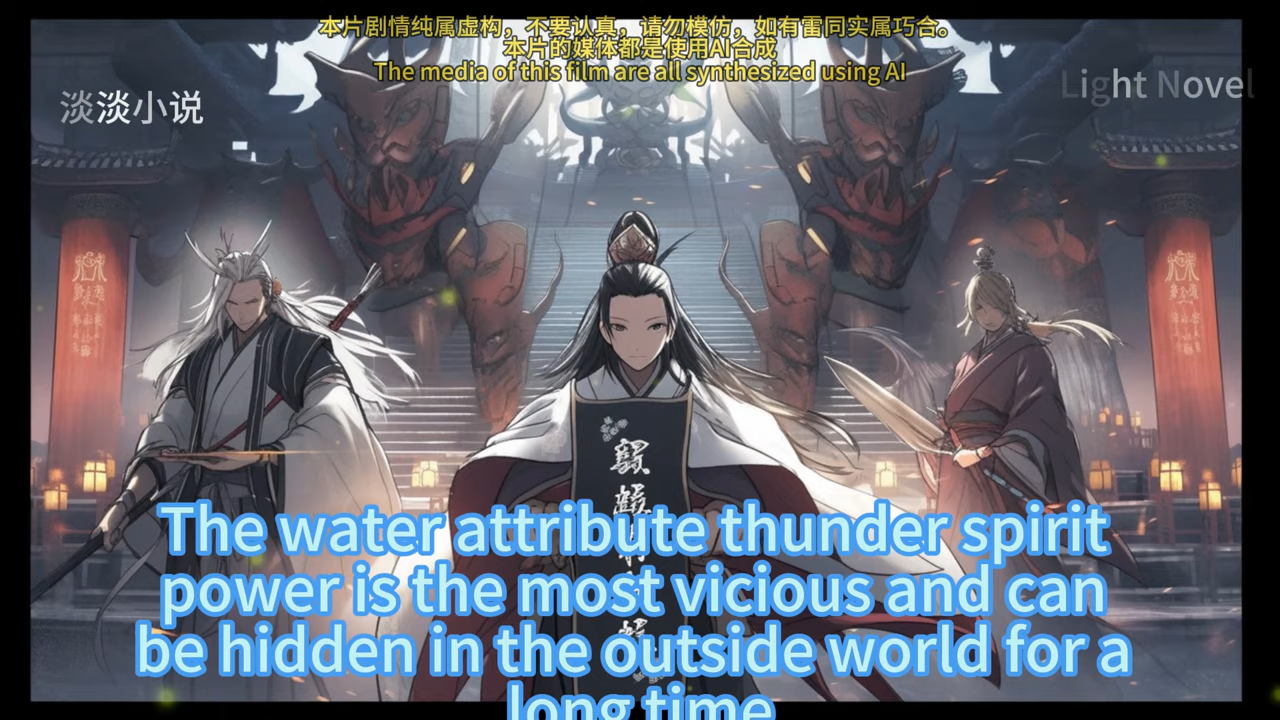 本片剧情纯属虚构，不要认真，请勿模仿，如有雷同实属巧合。
本片的媒体都是使用AI合成
The media of this film are all synthesized using AI
淡淡小说
Light Novel
The water attribute thunder spirit
power is the most vicious and can
be hidden in the outside world for a
long time